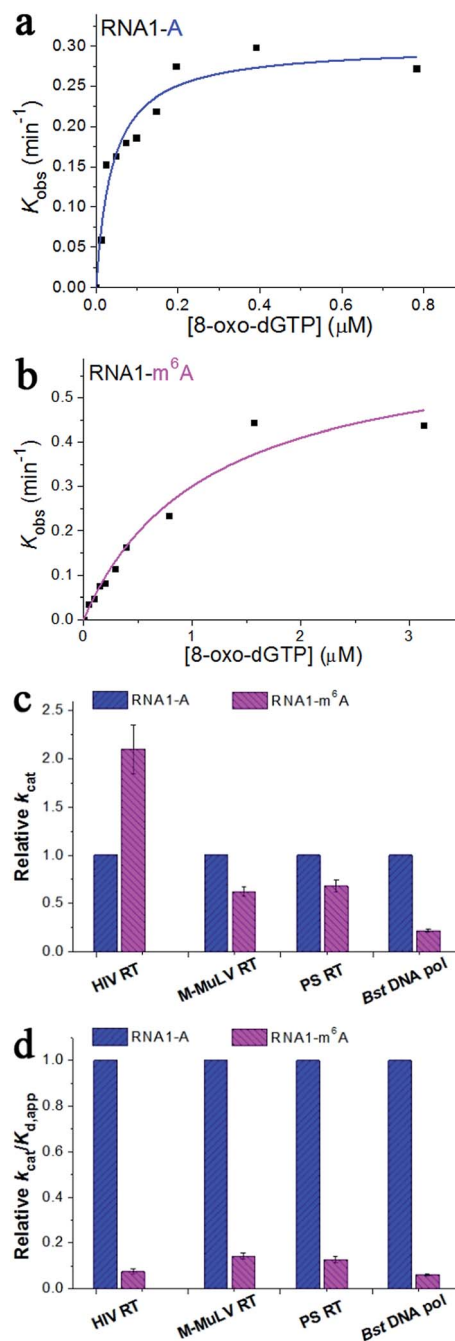 a
RNA1-A
0.30
0.25
0.20
0.15
0.10
0.05
0.00
Kobs (min⁻¹)
0.0 0.2 0.4 0.6 0.8
[8-oxo-dGTP] (μM)
b
RNA1-m⁶A
0.5
0.4
0.3
0.2
0.1
0.0
Kobs (min⁻¹)
0 1 2 3
[8-oxo-dGTP] (μM)
c
RNA1-A RNA1-m⁶A
2.5
2.0
1.5
1.0
0.5
0.0
Relative kcat
HIV RT M-MuLV RT PS RT Bst DNA pol
d
RNA1-A RNA1-m⁶A
1.0
0.8
0.6
0.4
0.2
0.0
Relative kcat/Kd,app
HIV RT M-MuLV RT PS RT Bst DNA pol